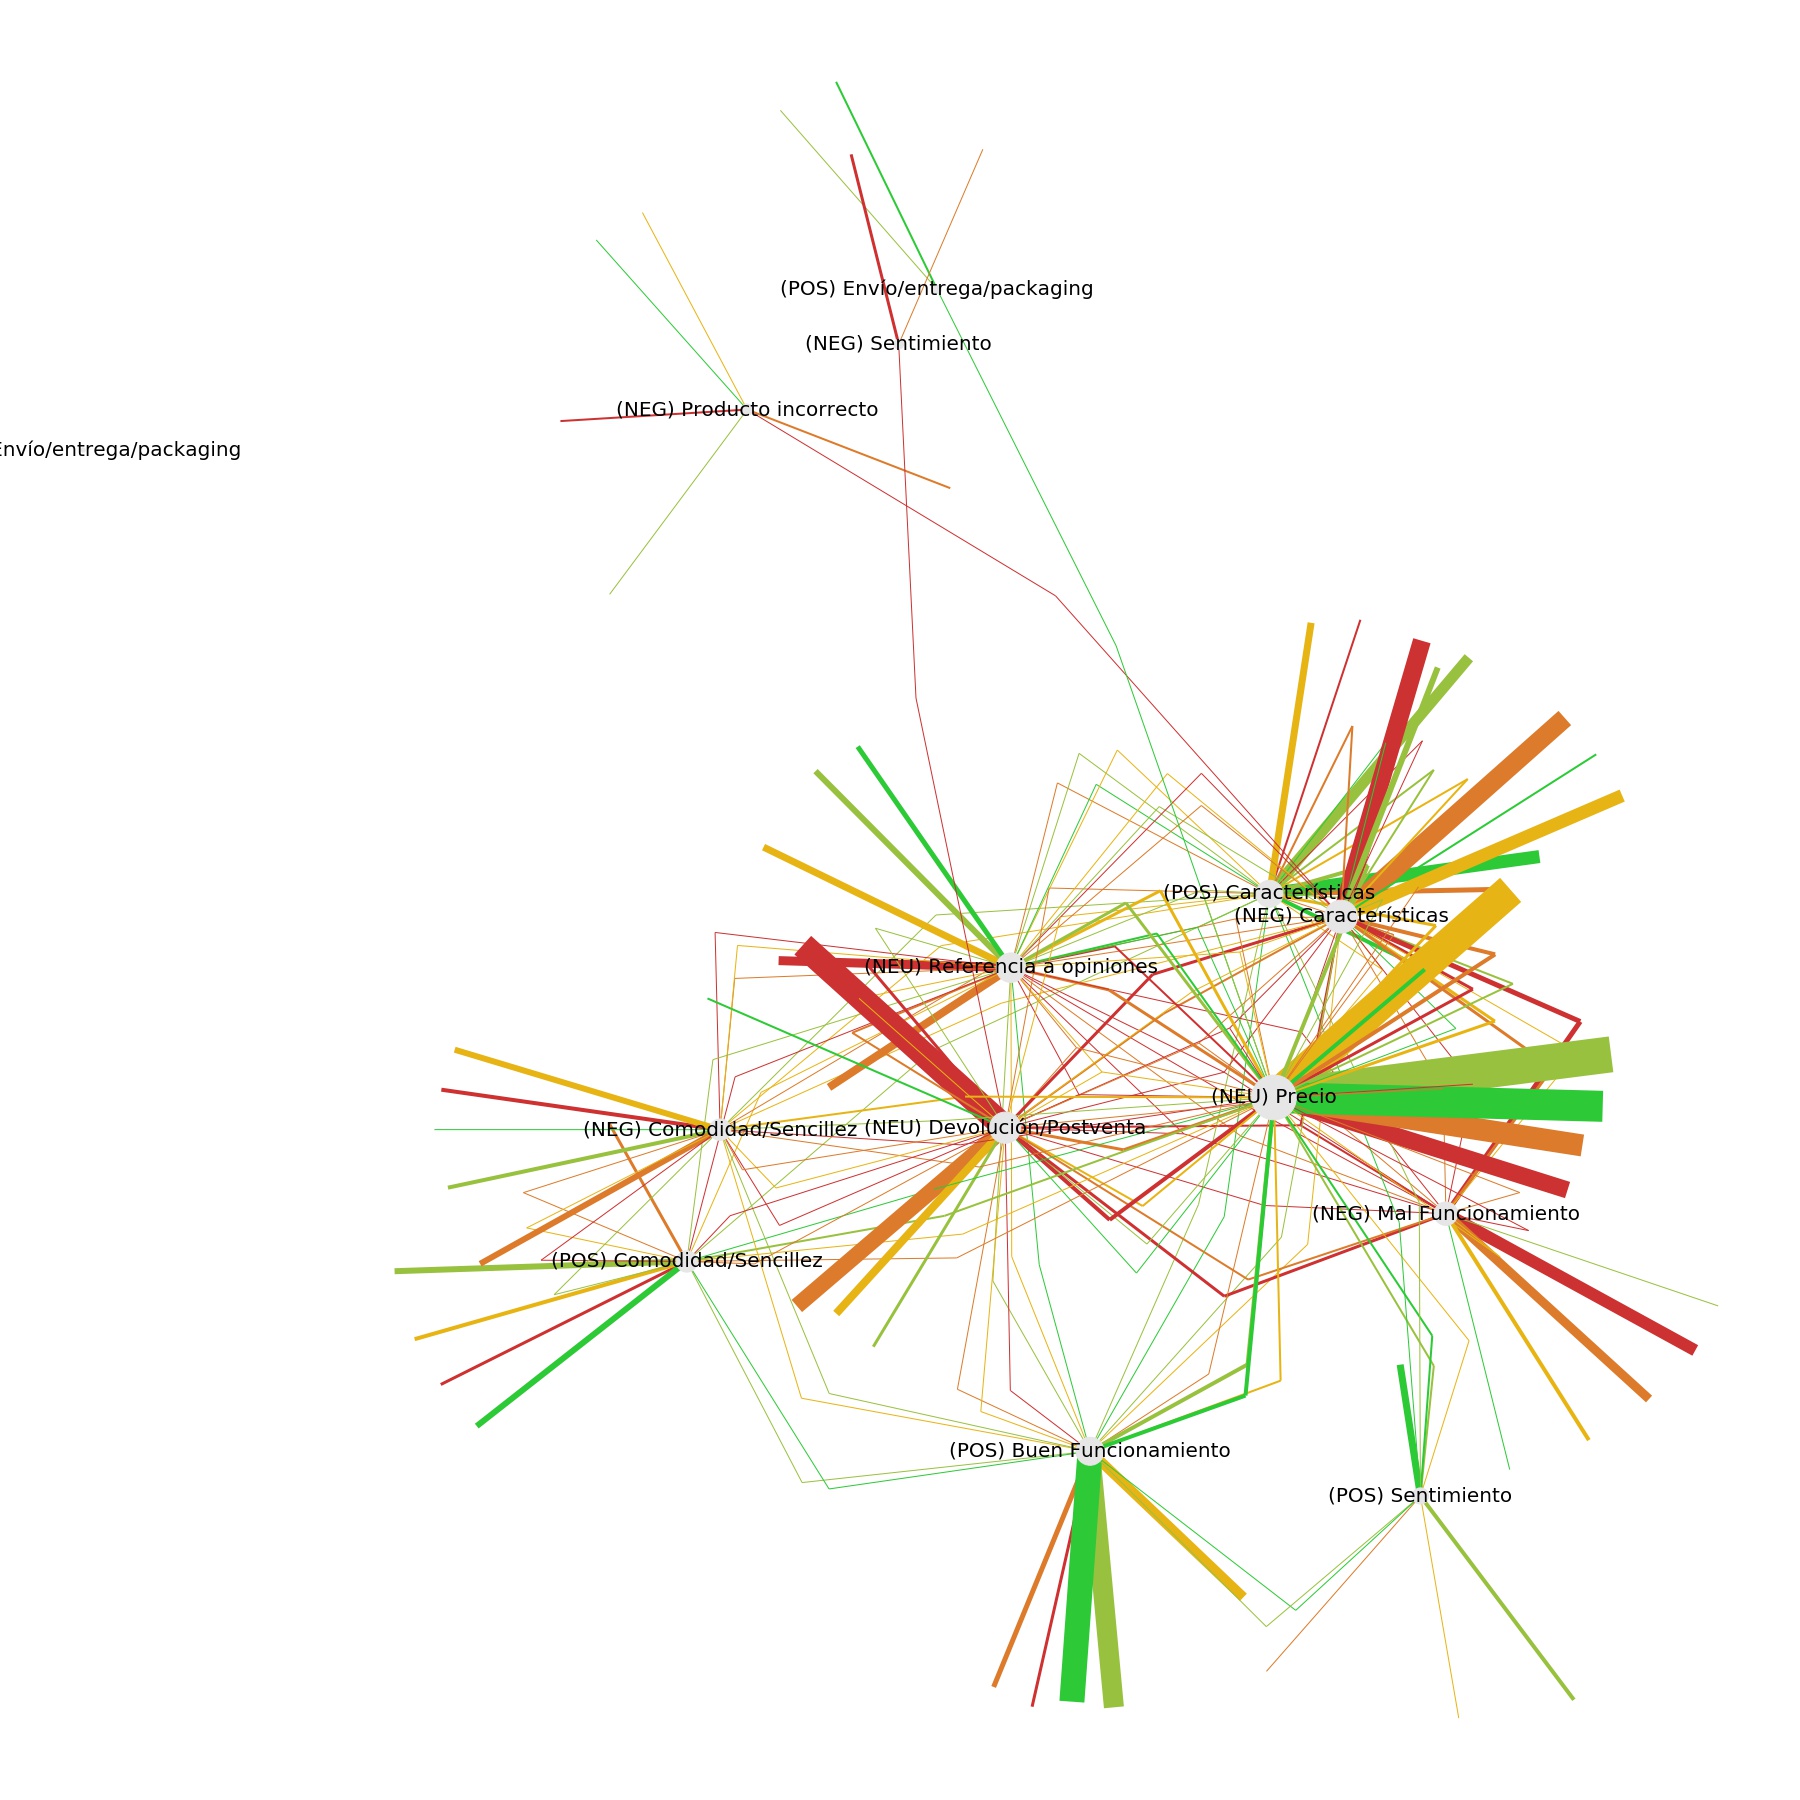 (POS) Envío/entrega/packaging
(NEG) Sentimiento
(NEG) Producto incorrecto
Envío/entrega/packaging
(POS) Características
(NEG) Características
(NEU) Referencia a opiniones
(NEU) Precio
(NEG) Comodidad/Sencillez
(NEU) Devolución/Postventa
(NEG) Mal Funcionamiento
(POS) Comodidad/Sencillez
(POS) Buen Funcionamiento
(POS) Sentimiento